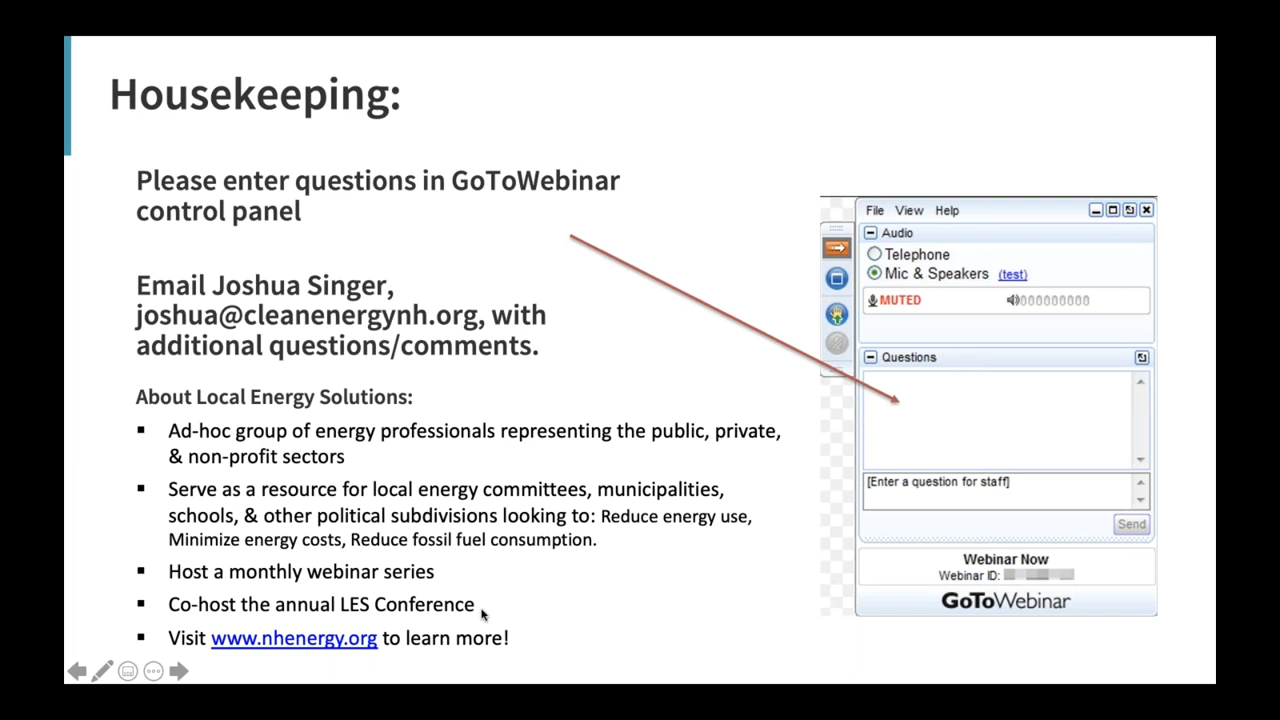 Housekeeping:
Please enter questions in GoToWebinar
control panel
Email Joshua Singer,
joshua@cleanenergynh.org, with
additional questions/comments.
About Local Energy Solutions:
▪ Ad-hoc group of energy professionals representing the public, private,
& non-profit sectors
▪ Serve as a resource for local energy committees, municipalities,
schools, & other political subdivisions looking to: Reduce energy use,
Minimize energy costs, Reduce fossil fuel consumption.
▪ Host a monthly webinar series
▪ Co-host the annual LES Conference
▪ Visit www.nhenergy.org to learn more!
File View Help
Audio
Telephone
Mic & Speakers (test)
MUTED 000000000
Questions
[Enter a question for staff]
Send
Webinar Now
Webinar ID:
GoToWebinar